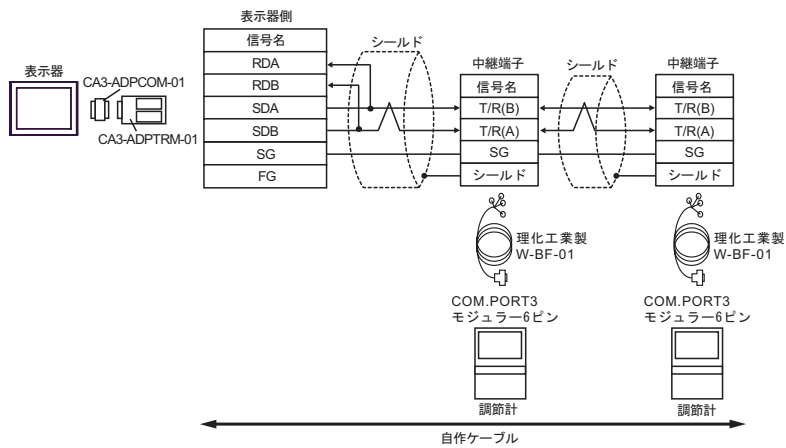 表示器
CA3-ADPCOM-01
CA3-ADPTRM-01
表示器側
信号名
RDA
RDB
SDA
SDB
SG
FG
シールド
中継端子
信号名
T/R(B)
T/R(A)
SG
シールド
シールド
中継端子
信号名
T/R(B)
T/R(A)
SG
シールド
理化工業製
W-BF-01
COM.PORT3
モジュラー6ピン
調節計
理化工業製
W-BF-01
COM.PORT3
モジュラー6ピン
調節計
自作ケーブル